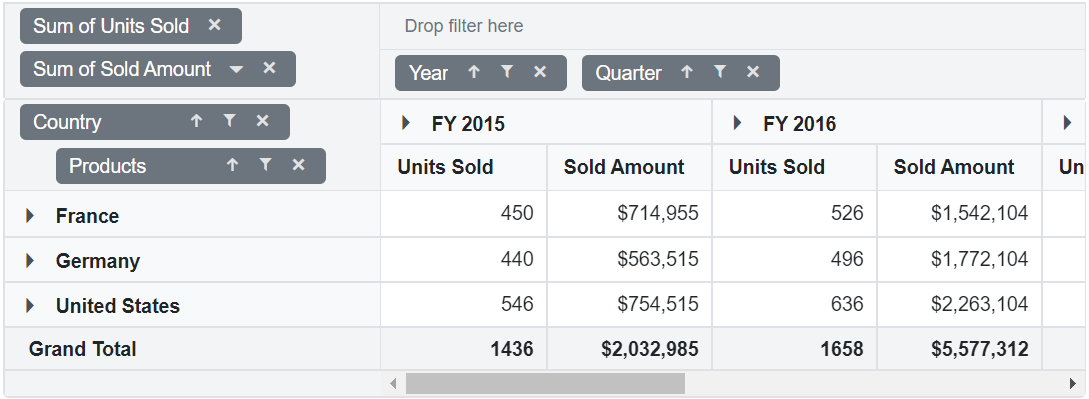 Sum of Units Sold
Drop filter here
Sum of Sold Amount
Year Quarter
Country
FY 2015 FY 2016
Products
Units Sold Sold Amount Units Sold Sold Amount Un
France 450 $714,955 526 $1,542,104
Germany 440 $563,515 496 $1,772,104
United States 546 $754,515 636 $2,263,104
Grand Total 1436 $2,032,985 1658 $5,577,312